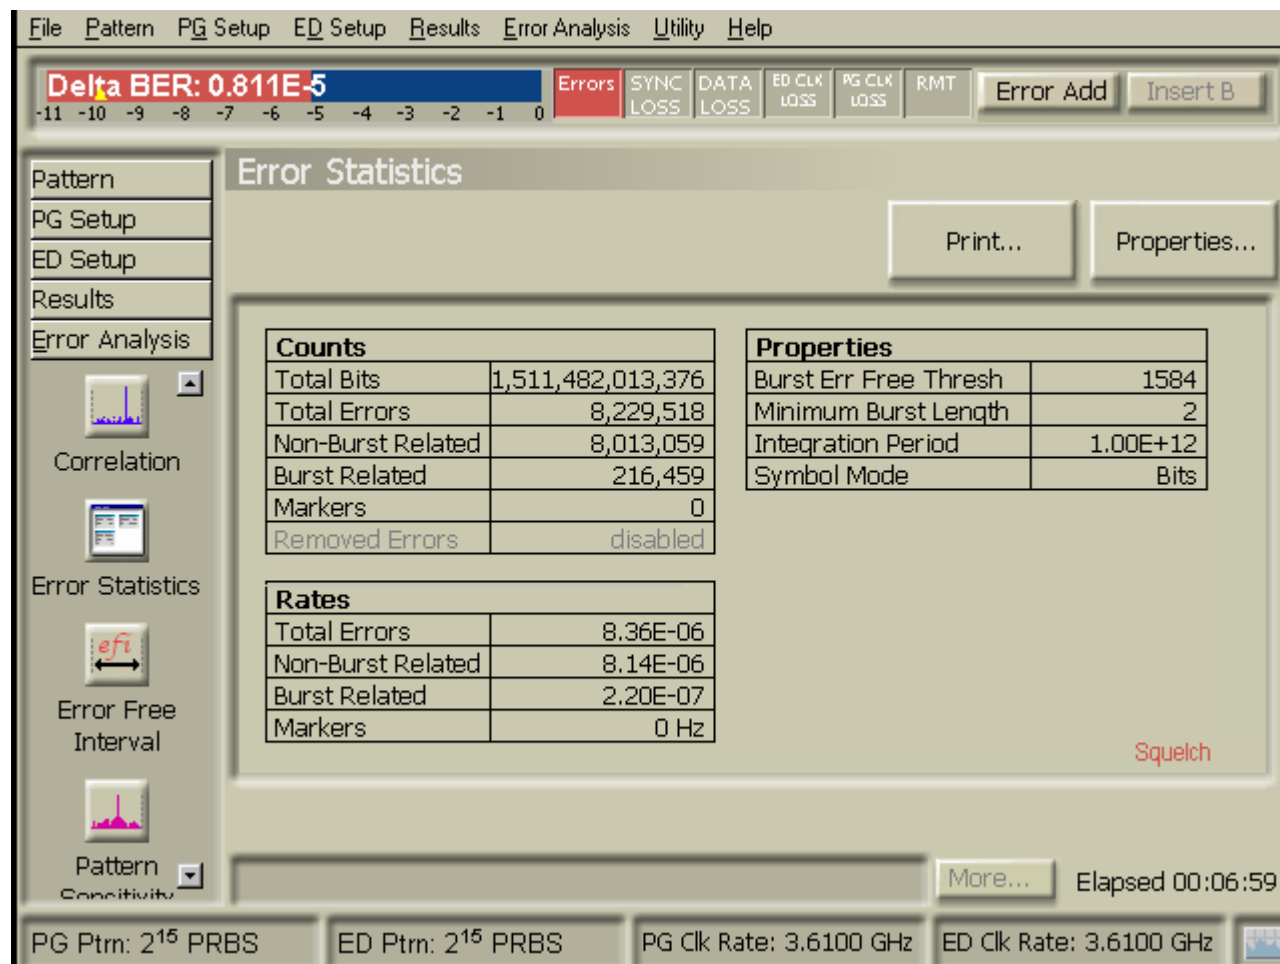 File Pattern PG Setup ED Setup Results Error Analysis Utility Help
Delta BER: 0.811E-5
-11 -10 -9 -8 -7 -6 -5 -4 -3 -2 -1 0
Errors
SYNC LOSS
DATA LOSS
ED CLK LOSS
PG CLK LOSS
RMT
Error Add
Insert B
Pattern
PG Setup
ED Setup
Results
Error Analysis
Correlation
Error Statistics
efi
Error Free
Interval
Pattern
Sensitivity
Error Statistics
Print...
Properties...
Counts
Total Bits 1,511,482,013,376
Total Errors 8,229,518
Non-Burst Related 8,013,059
Burst Related 216,459
Markers 0
Removed Errors disabled
Rates
Total Errors 8.36E-06
Non-Burst Related 8.14E-06
Burst Related 2.20E-07
Markers 0 Hz
Properties
Burst Err Free Thresh 1584
Minimum Burst Length 2
Integration Period 1.00E+12
Symbol Mode Bits
Squelch
More...
Elapsed 00:06:59
PG Ptrn: 2¹⁵ PRBS
ED Ptrn: 2¹⁵ PRBS
PG Clk Rate: 3.6100 GHz
ED Clk Rate: 3.6100 GHz